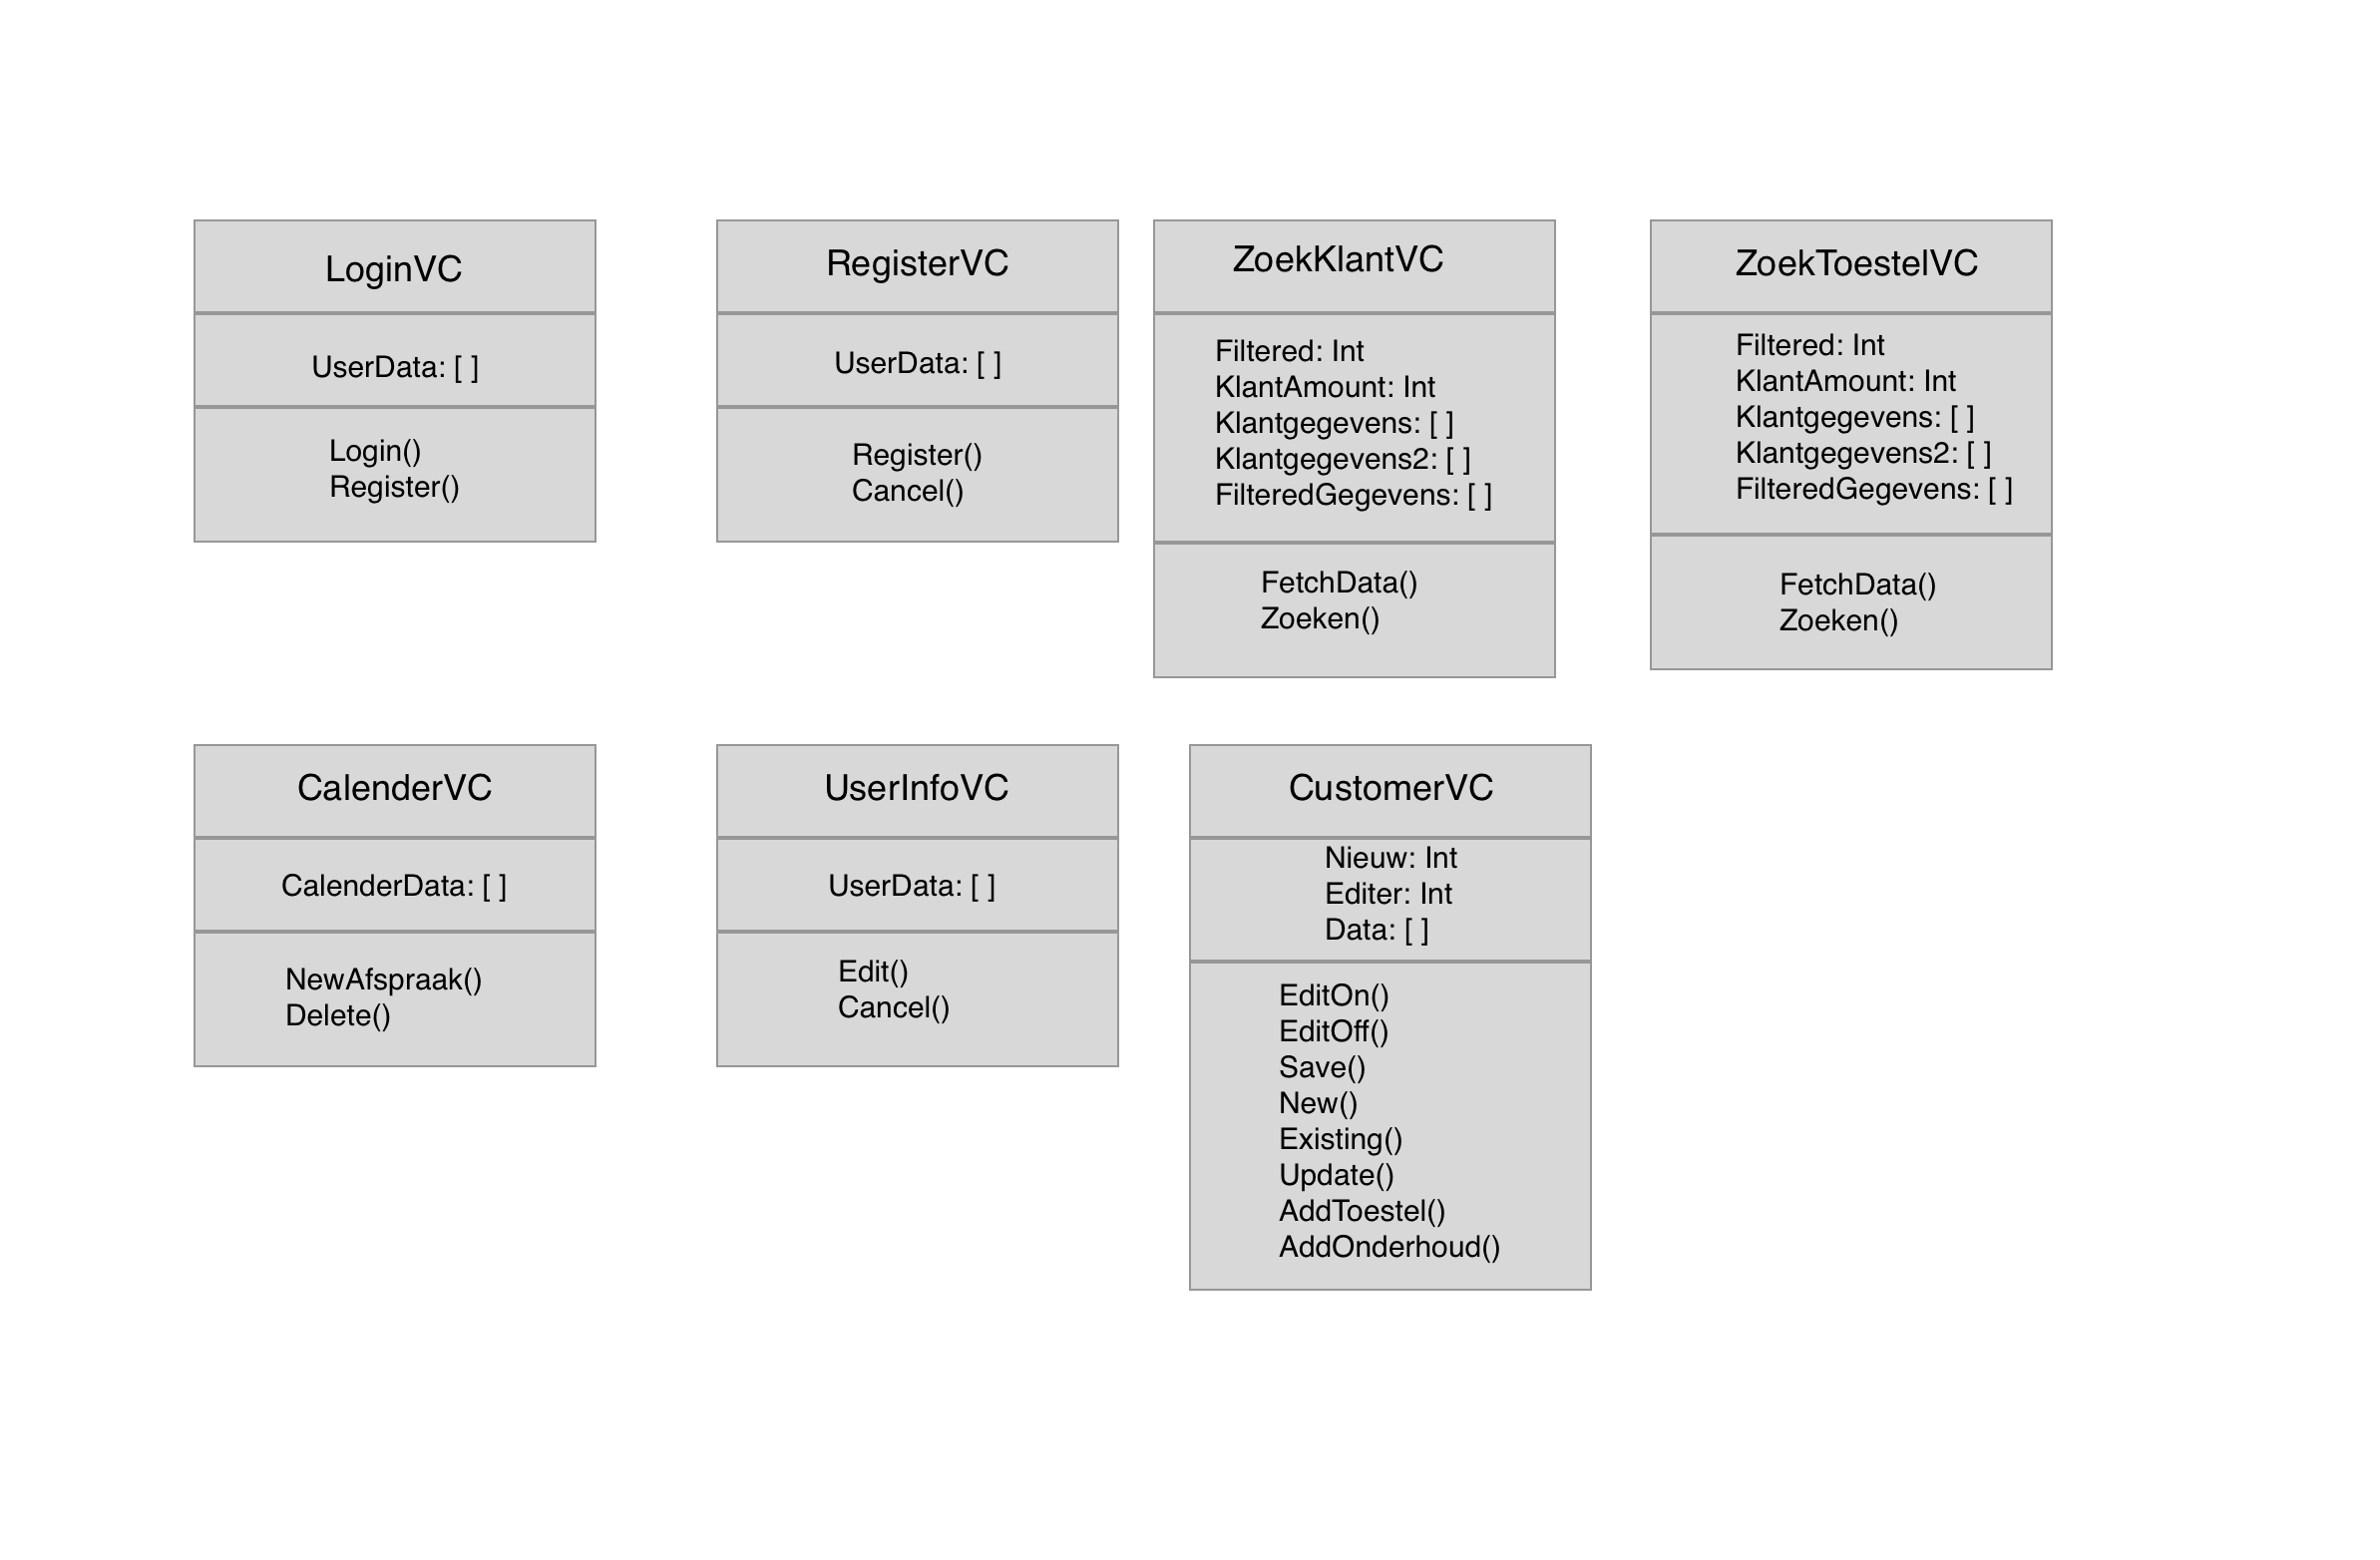 LoginVC
UserData: [ ]
Login()
Register()
RegisterVC
UserData: [ ]
Register()
Cancel()
ZoekKlantVC
Filtered: Int
KlantAmount: Int
Klantgegevens: [ ]
Klantgegevens2: [ ]
FilteredGegevens: [ ]
FetchData()
Zoeken()
ZoekToestelVC
Filtered: Int
KlantAmount: Int
Klantgegevens: [ ]
Klantgegevens2: [ ]
FilteredGegevens: [ ]
FetchData()
Zoeken()
CalenderVC
CalenderData: [ ]
NewAfspraak()
Delete()
UserInfoVC
UserData: [ ]
Edit()
Cancel()
CustomerVC
Nieuw: Int
Editer: Int
Data: [ ]
EditOn()
EditOff()
Save()
New()
Existing()
Update()
AddToestel()
AddOnderhoud()